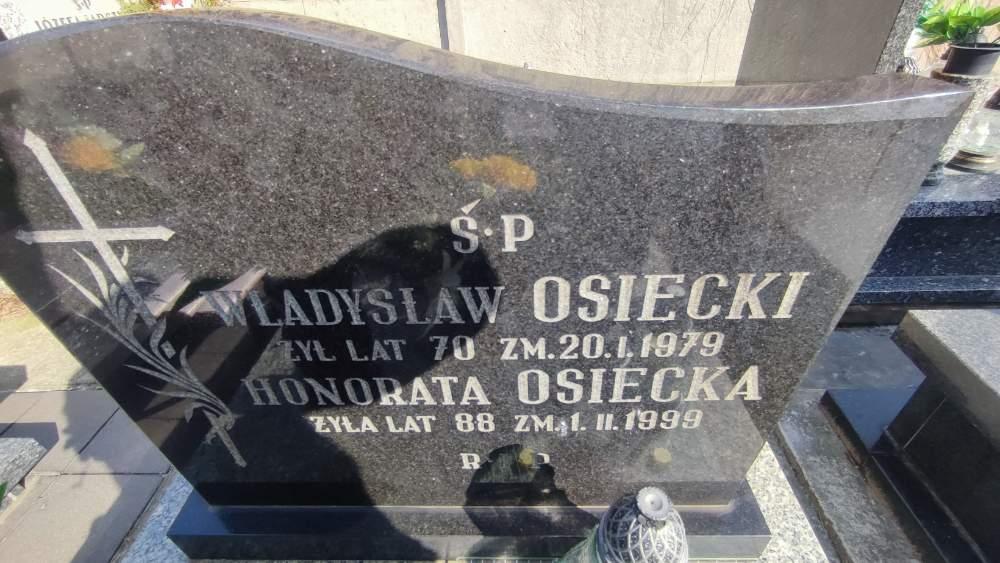 Ś.P
WŁADYSŁAW OSIECKI
ŻYŁ LAT 70 ZM.20.I.1979
HONORATA OSIECKA
ŻYŁA LAT 88 ZM.1.II.1999